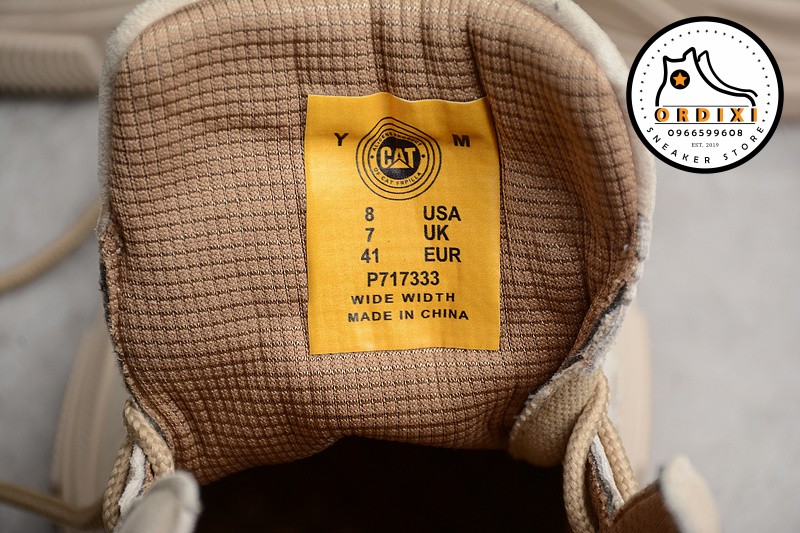 Y M
CAT
8 USA
7 UK
41 EUR
P717333
WIDE WIDTH
MADE IN CHINA
ORDIXI
0966599608
EST. 2019
SNEAKER STORE